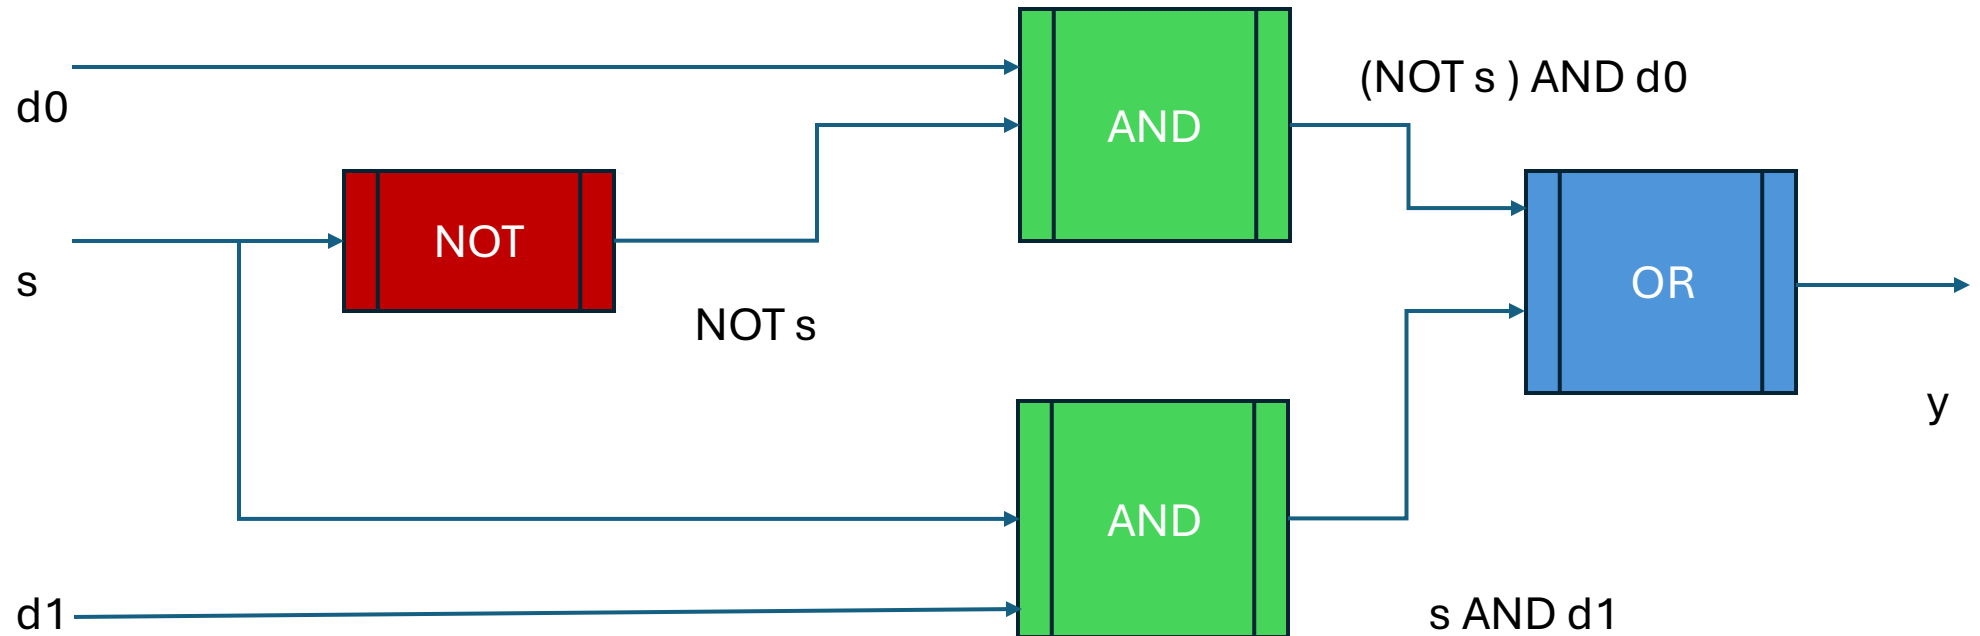 d0
AND
(NOT s ) AND d0
s
NOT
NOT s
OR
y
AND
d1
s AND d1